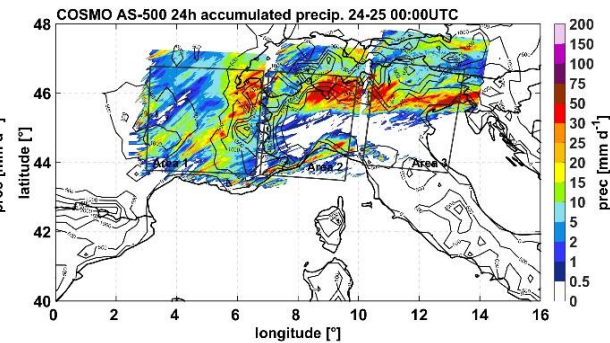 COSMO AS-500 24h accumulated precip. 24-25 00:00UTC
48
46
44
42
40
latitude [°]
prec [mm d
Area 1
Area 2
Area 3
0 2 4 6 8 10 12 14 16
longitude [°]
200
150
100
75
50
30
25
20
15
10
5
2
1
0.5
0
prec [mm d⁻¹]